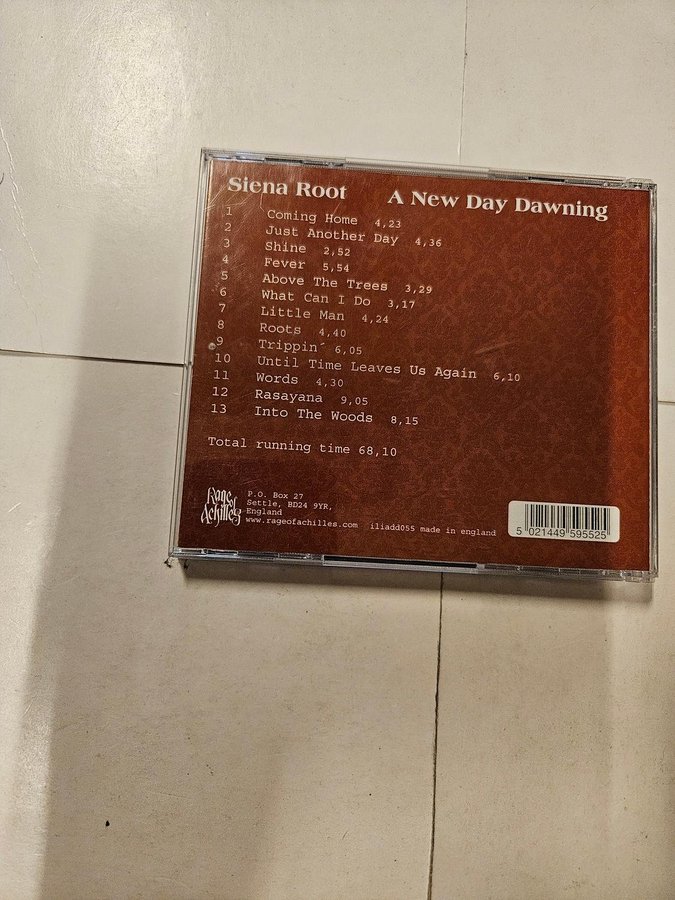 Siena Root A New Day Dawning
1 Coming Home 4,23
2 Just Another Day 4,36
3 Shine 2,52
4 Fever 5,54
5 Above The Trees 3,29
6 What Can I Do 3,17
7 Little Man 4,24
8 Roots 4,40
9 Trippin´ 6,05
10 Until Time Leaves Us Again 6,10
11 Words 4,30
12 Rasayana 9,05
13 Into The Woods 8,15
Total running time 68,10
Rage of Achilles
P.O. Box 27
Settle, BD24 9YR,
England
www.rageofachilles.com iliadd055 made in england
5 021449 595525